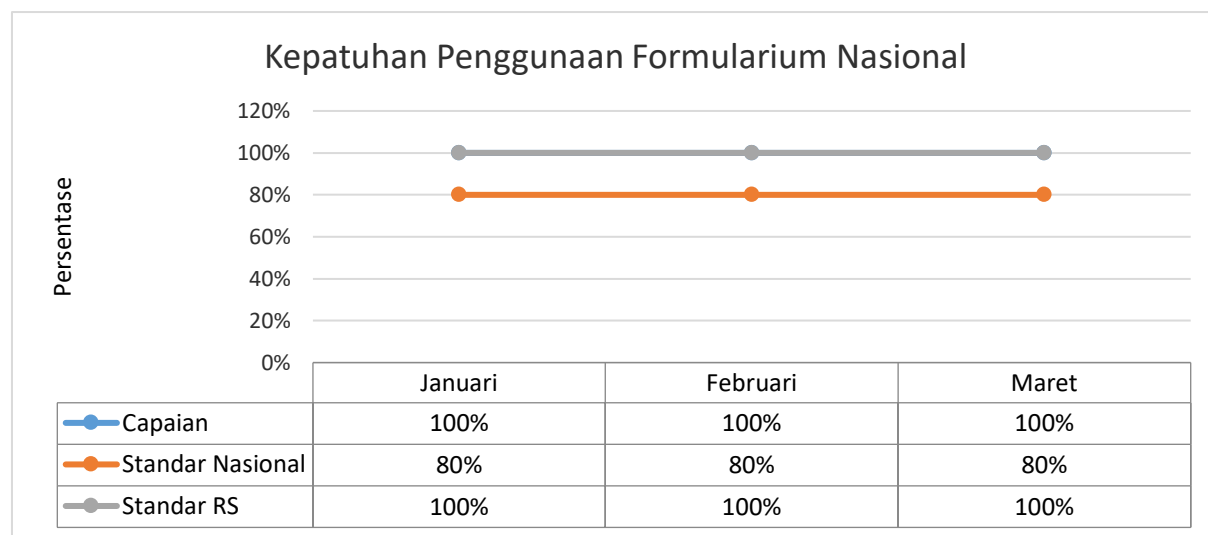 Kepatuhan Penggunaan Formularium Nasional
Persentase
120%
100%
80%
60%
40%
20%
0%
Januari Februari Maret
Capaian 100% 100% 100%
Standar Nasional 80% 80% 80%
Standar RS 100% 100% 100%